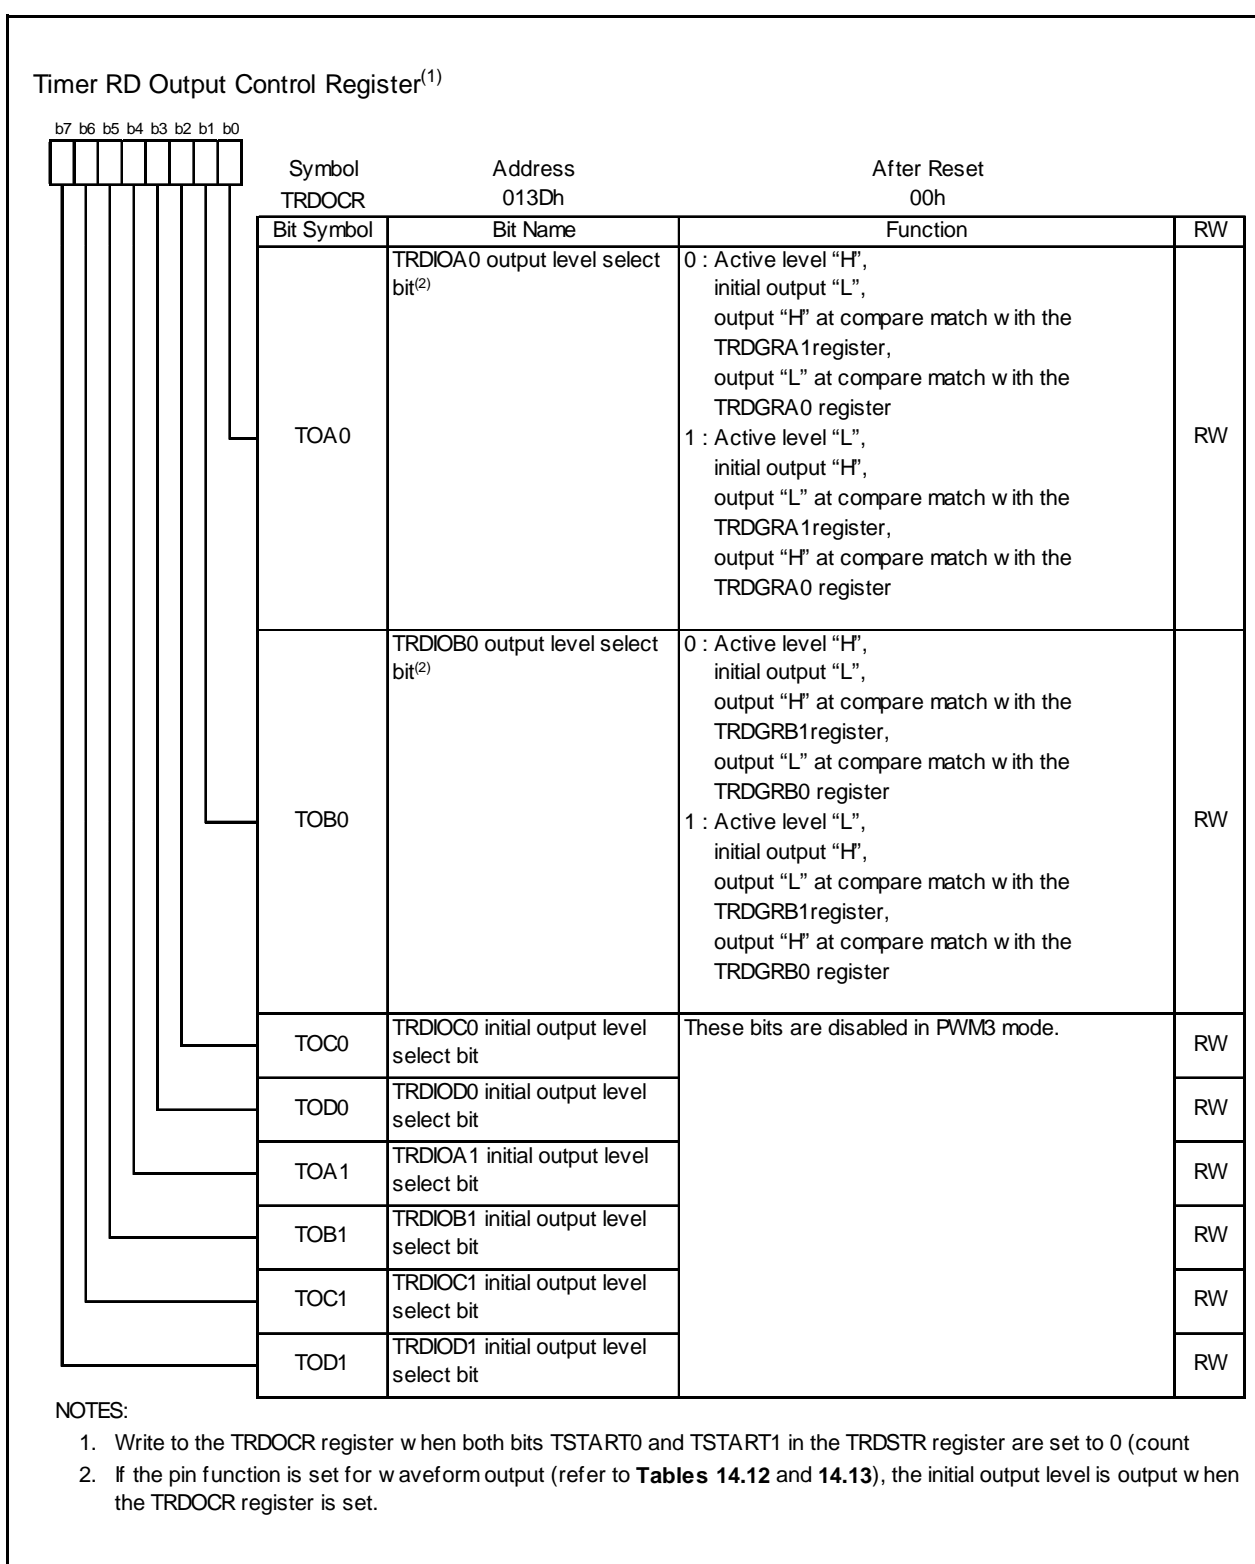 Timer RD Output Control Register(1)
b7 b6 b5 b4 b3 b2 b1 b0
Symbol Address After Reset
TRDOCR 013Dh 00h
Bit Symbol Bit Name Function RW
TOA0
TRDIOA0 output level select
bit(2)
0 : Active level “H”,
initial output “L”,
output “H” at compare match with the
TRDGRA1register,
output “L” at compare match with the
TRDGRA0 register
1 : Active level “L”,
initial output “H”,
output “L” at compare match with the
TRDGRA1register,
output “H” at compare match with the
TRDGRA0 register
RW
TOB0
TRDIOB0 output level select
bit(2)
0 : Active level “H”,
initial output “L”,
output “H” at compare match with the
TRDGRB1register,
output “L” at compare match with the
TRDGRB0 register
1 : Active level “L”,
initial output “H”,
output “L” at compare match with the
TRDGRB1register,
output “H” at compare match with the
TRDGRB0 register
RW
TOC0
TRDIOC0 initial output level
select bit
These bits are disabled in PWM3 mode.
RW
TOD0
TRDIOD0 initial output level
select bit
RW
TOA1
TRDIOA1 initial output level
select bit
RW
TOB1
TRDIOB1 initial output level
select bit
RW
TOC1
TRDIOC1 initial output level
select bit
RW
TOD1
TRDIOD1 initial output level
select bit
RW
NOTES:
1. Write to the TRDOCR register when both bits TSTART0 and TSTART1 in the TRDSTR register are set to 0 (count
2. If the pin function is set for waveform output (refer to Tables 14.12 and 14.13), the initial output level is output when
the TRDOCR register is set.